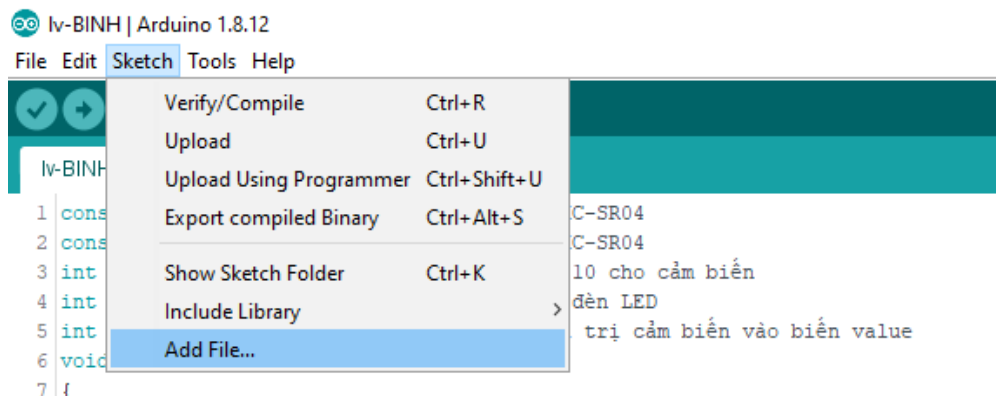 lv-BINH | Arduino 1.8.12
File Edit Sketch Tools Help
Verify/Compile Ctrl+R
Upload Ctrl+U
lv-BINH
Upload Using Programmer Ctrl+Shift+U
1 cons Export compiled Binary Ctrl+Alt+S C-SR04
2 cons C-SR04
3 int Show Sketch Folder Ctrl+K 10 cho cảm biến
4 int Include Library > đèn LED
5 int Add File... trị cảm biến vào biến value
6 void
7 {